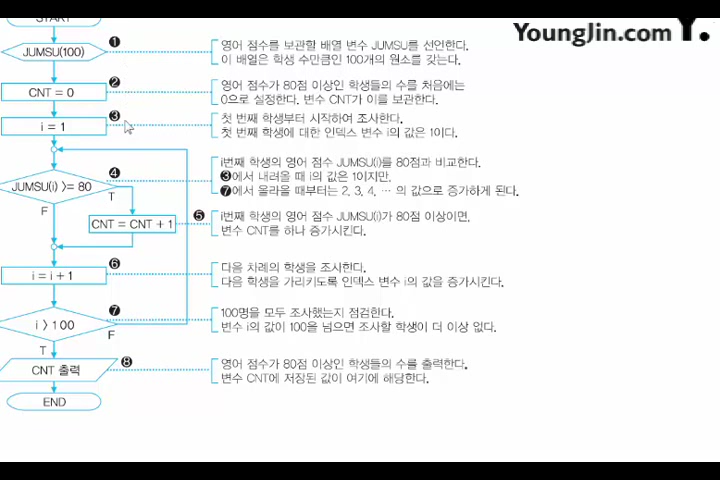 START
YoungJin.com Y.
JUMSU(100)
❶
영어 점수를 보관할 배열 변수 JUMSU를 선언한다.
이 배열은 학생 수만큼인 100개의 원소를 갖는다.
CNT = 0
❷
영어 점수가 80점 이상인 학생들의 수를 처음에는
0으로 설정한다. 변수 CNT가 이를 보관한다.
i = 1
❸
첫 번째 학생부터 시작하여 조사한다.
첫 번째 학생에 대한 인덱스 변수 i의 값은 1이다.
JUMSU(i) >= 80
❹
T
F
i번째 학생의 영어 점수 JUMSU(i)를 80점과 비교한다.
❸에서 내려올 때 i의 값은 1이지만,
❼에서 올라올 때부터는 2, 3, 4, … 의 값으로 증가하게 된다.
CNT = CNT + 1
❺
i번째 학생의 영어 점수 JUMSU(i)가 80점 이상이면,
변수 CNT를 하나 증가시킨다.
i = i + 1
❻
다음 차례의 학생을 조사한다.
다음 학생을 가리키도록 인덱스 변수 i의 값을 증가시킨다.
i > 100
❼
F
T
100명을 모두 조사했는지 점검한다.
변수 i의 값이 100을 넘으면 조사할 학생이 더 이상 없다.
CNT 출력
❽
영어 점수가 80점 이상인 학생들의 수를 출력한다.
변수 CNT에 저장된 값이 여기에 해당한다.
END